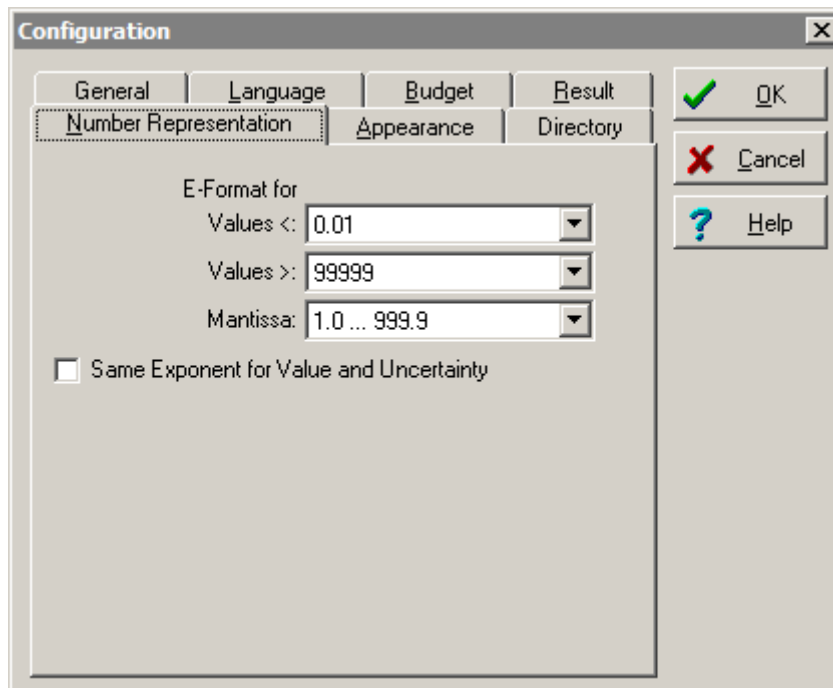 Configuration
General Language Budget Result
Number Representation Appearance Directory
OK
Cancel
Help
E-Format for
Values <: 0.01
Values >: 99999
Mantissa: 1.0 ... 999.9
Same Exponent for Value and Uncertainty